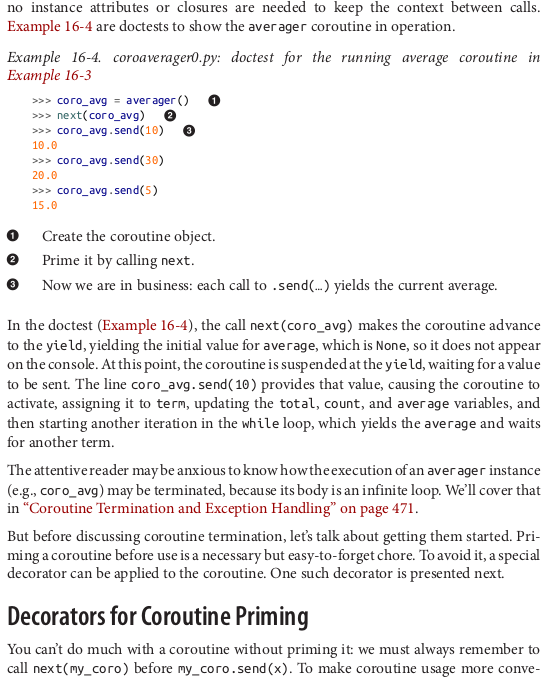 no instance attributes or closures are needed to keep the context between calls.
Example 16-4 are doctests to show the averager coroutine in operation.
Example 16-4. coroaverager0.py: doctest for the running average coroutine in
Example 16-3
>>> coro_avg = averager() ❶
>>> next(coro_avg) ❷
>>> coro_avg.send(10) ❸
10.0
>>> coro_avg.send(30)
20.0
>>> coro_avg.send(5)
15.0
❶ Create the coroutine object.
❷ Prime it by calling next.
❸ Now we are in business: each call to .send(…) yields the current average.
In the doctest (Example 16-4), the call next(coro_avg) makes the coroutine advance
to the yield, yielding the initial value for average, which is None, so it does not appear
on the console. At this point, the coroutine is suspended at the yield, waiting for a value
to be sent. The line coro_avg.send(10) provides that value, causing the coroutine to
activate, assigning it to term, updating the total, count, and average variables, and
then starting another iteration in the while loop, which yields the average and waits
for another term.
The attentive reader may be anxious to know how the execution of an averager instance
(e.g., coro_avg) may be terminated, because its body is an infinite loop. We’ll cover that
in “Coroutine Termination and Exception Handling” on page 471.
But before discussing coroutine termination, let’s talk about getting them started. Pri-
ming a coroutine before use is a necessary but easy-to-forget chore. To avoid it, a special
decorator can be applied to the coroutine. One such decorator is presented next.
Decorators for Coroutine Priming
You can’t do much with a coroutine without priming it: we must always remember to
call next(my_coro) before my_coro.send(x). To make coroutine usage more conve-